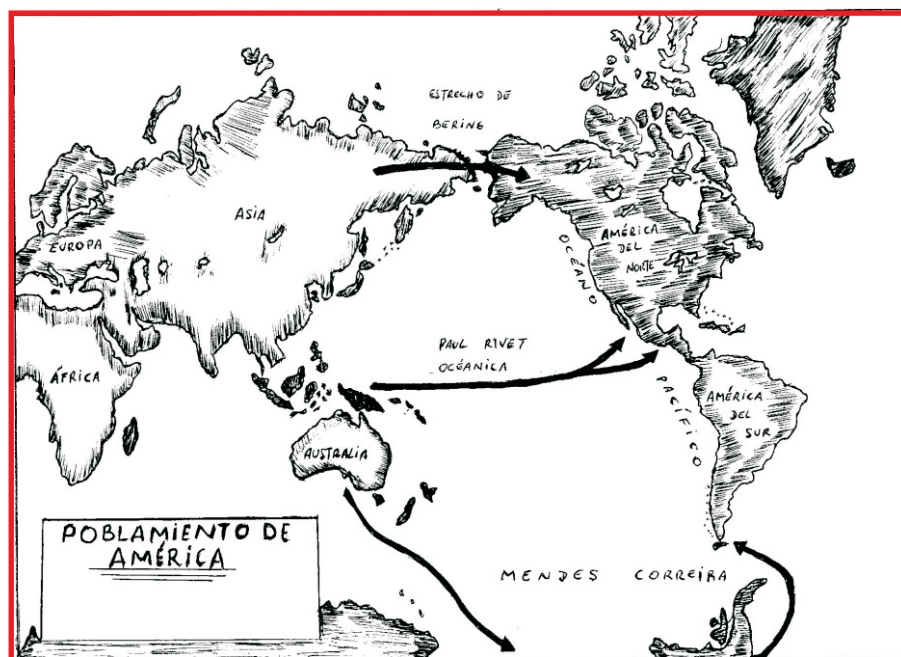 ESTRECHO DE
BERING
ASIA
EUROPA
AMÉRICA
DEL
NORTE
OCÉANO
PAUL RIVET
OCÉANICA
ÁFRICA
PACÍFICO
AMÉRICA
DEL
SUR
AUSTRALIA
POBLAMIENTO DE
AMÉRICA
MENDES CORREIRA